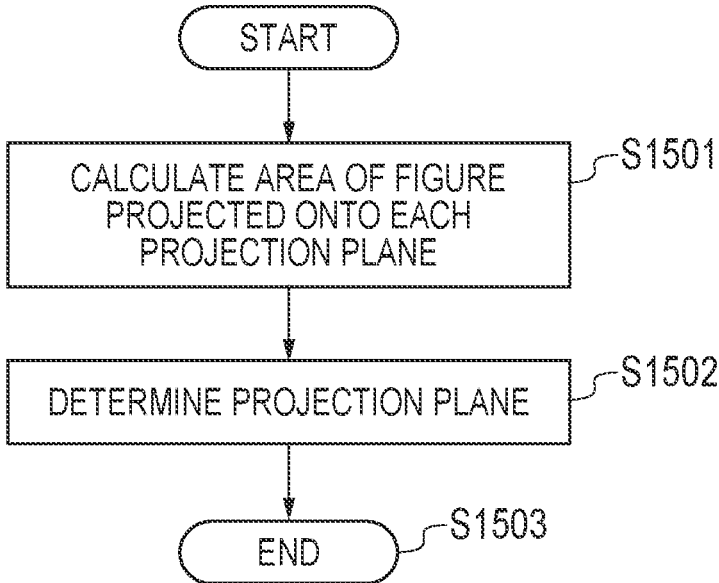 START
CALCULATE AREA OF FIGURE
PROJECTED ONTO EACH
PROJECTION PLANE
S1501
DETERMINE PROJECTION PLANE
S1502
END
S1503